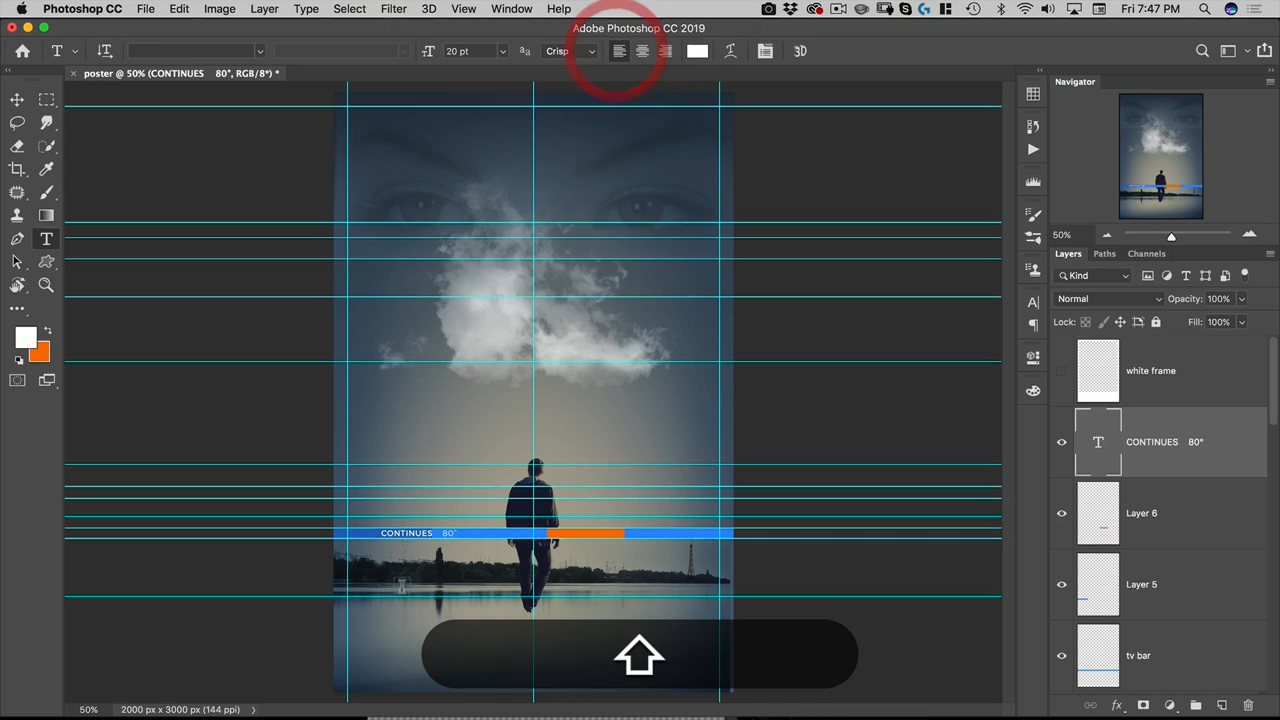 Photoshop CC File Edit Image Layer Type Select Filter 3D View Window Help Fri 7:47 PM
Adobe Photoshop CC 2019
T 20 pt aa Crisp 3D
× poster @ 50% (CONTINUES 80°, RGB/8*) *
Navigator
50%
Layers Paths Channels
Kind
Normal Opacity: 100%
Lock: Fill: 100%
white frame
CONTINUES 80°
Layer 6
Layer 5
tv bar
CONTINUES 80°
50% 2000 px x 3000 px (144 ppi)